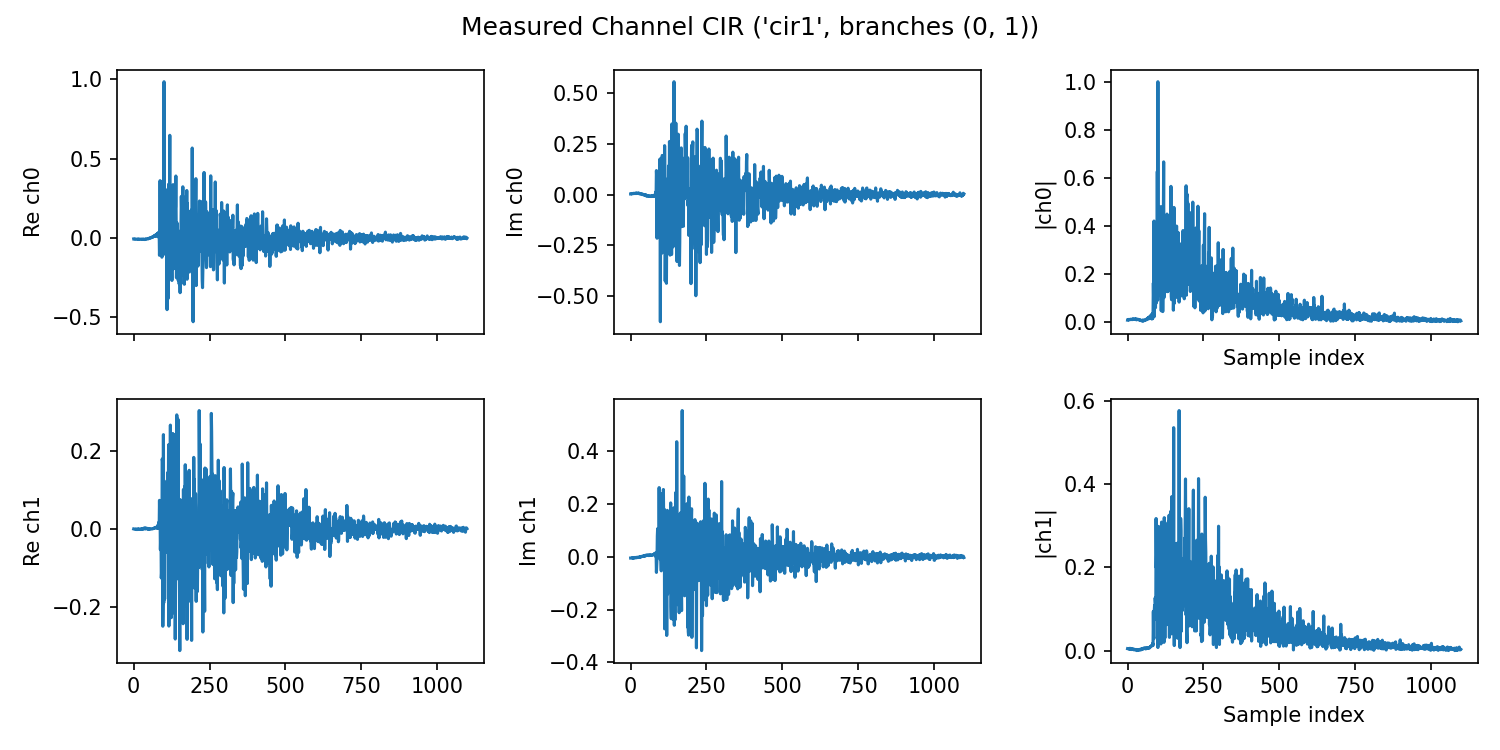 Measured Channel CIR ('cir1', branches (0, 1))
Re ch0
1.0
0.5
0.0
−0.5
Im ch0
0.50
0.25
0.00
−0.25
−0.50
|ch0|
1.0
0.8
0.6
0.4
0.2
0.0
Sample index
Re ch1
0.2
0.0
−0.2
0 250 500 750 1000
Im ch1
0.4
0.2
0.0
−0.2
−0.4
0 250 500 750 1000
|ch1|
0.6
0.4
0.2
0.0
0 250 500 750 1000
Sample index